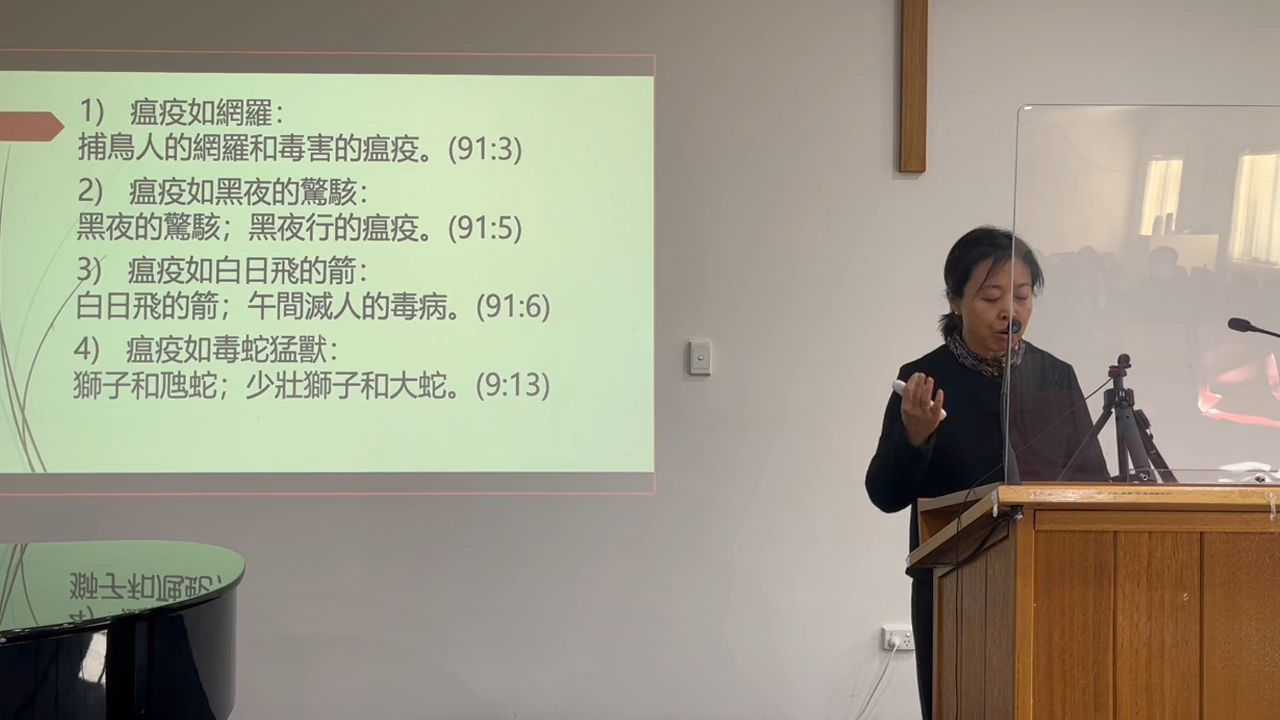 1) 瘟疫如網羅：
捕鳥人的網羅和毒害的瘟疫。(91:3)
2) 瘟疫如黑夜的驚駭：
黑夜的驚駭；黑夜行的瘟疫。(91:5)
3) 瘟疫如白日飛的箭：
白日飛的箭；午間滅人的毒病。(91:6)
4) 瘟疫如毒蛇猛獸：
獅子和虺蛇；少壯獅子和大蛇。(9:13)